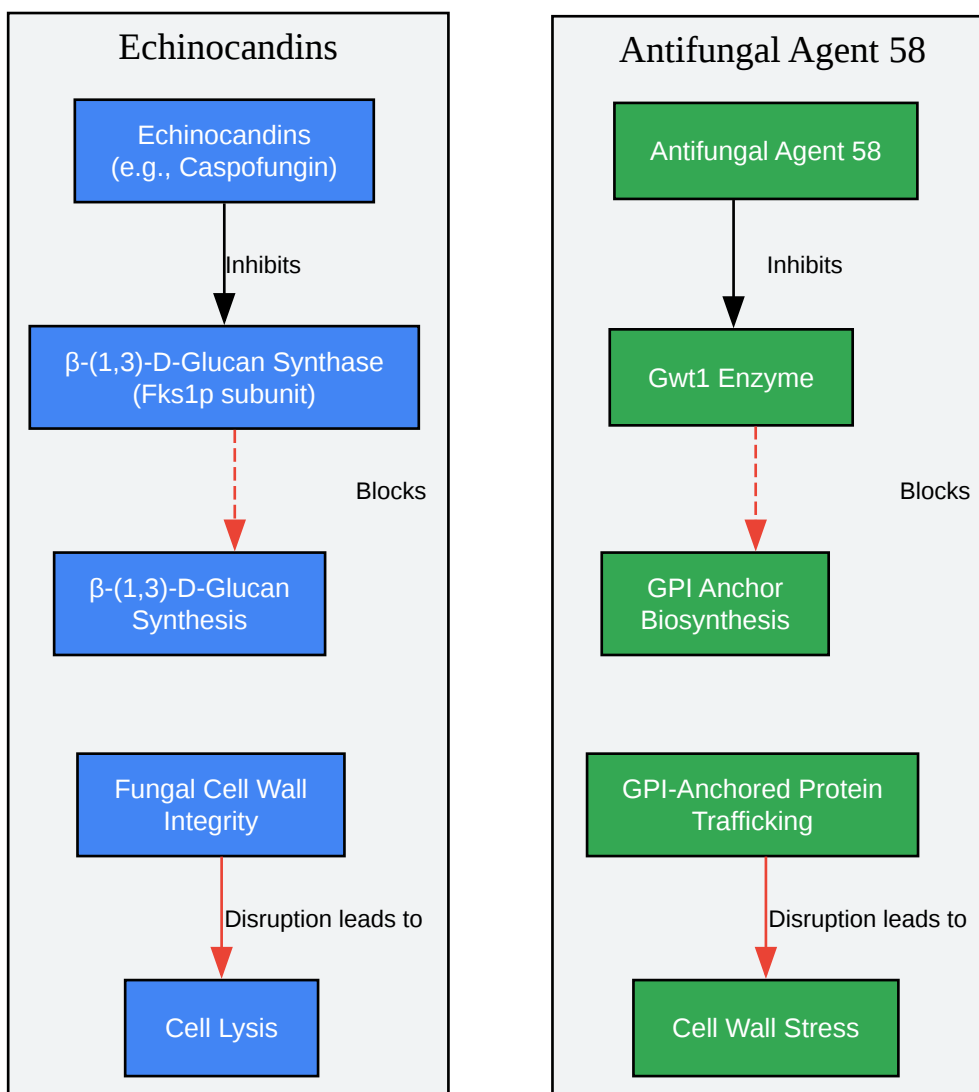 Echinocandins
Echinocandins
(e.g., Caspofungin)
Inhibits
β-(1,3)-D-Glucan Synthase
(Fks1p subunit)
Blocks
β-(1,3)-D-Glucan
Synthesis
Fungal Cell Wall
Integrity
Disruption leads to
Cell Lysis
Antifungal Agent 58
Antifungal Agent 58
Inhibits
Gwt1 Enzyme
Blocks
GPI Anchor
Biosynthesis
GPI-Anchored Protein
Trafficking
Disruption leads to
Cell Wall Stress